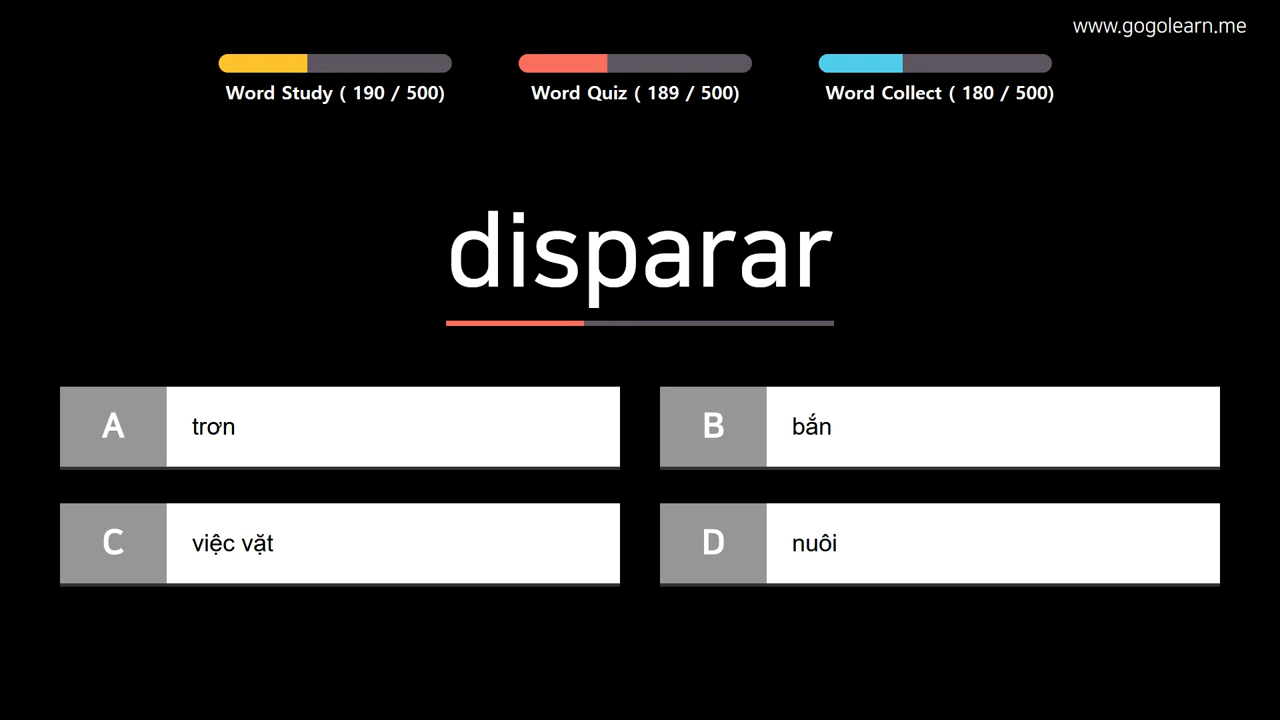 www.gogolearn.me
Word Study ( 190 / 500)
Word Quiz ( 189 / 500)
Word Collect ( 180 / 500)
disparar
A trơn
B bắn
C việc vặt
D nuôi